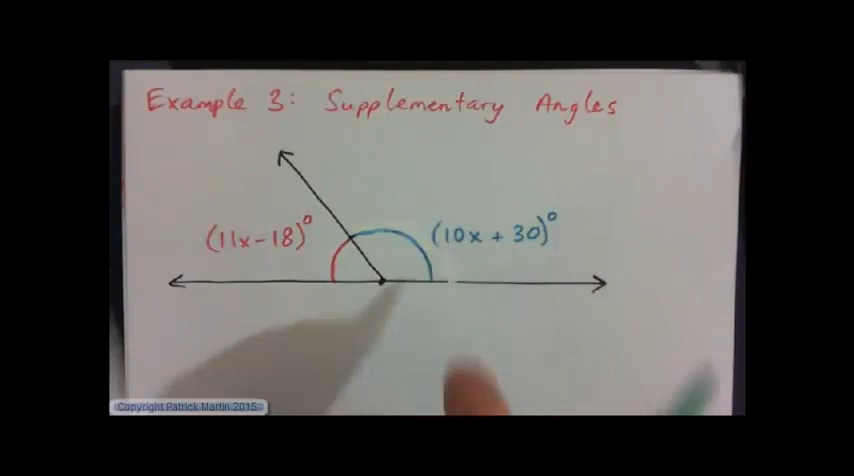 Example 3: Supplementary Angles
(11x-18)° (10x + 30)°
Copyright Patrick Martin 2015